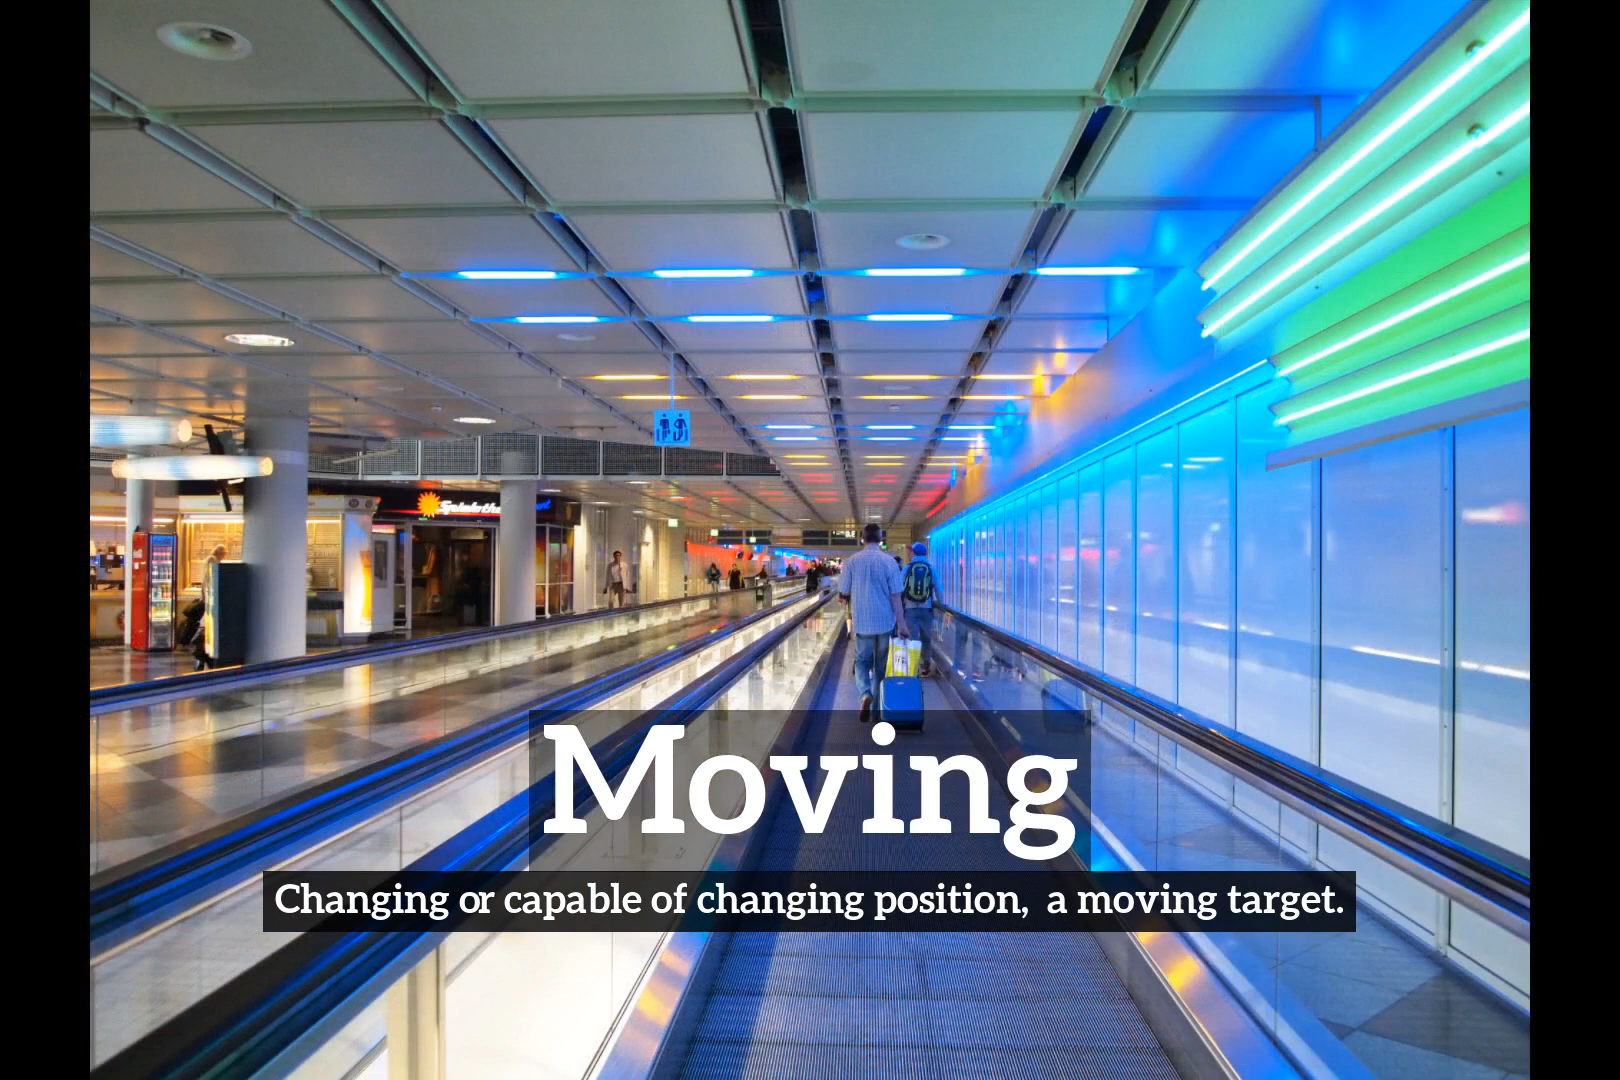 Moving
Changing or capable of changing position,  a moving target.